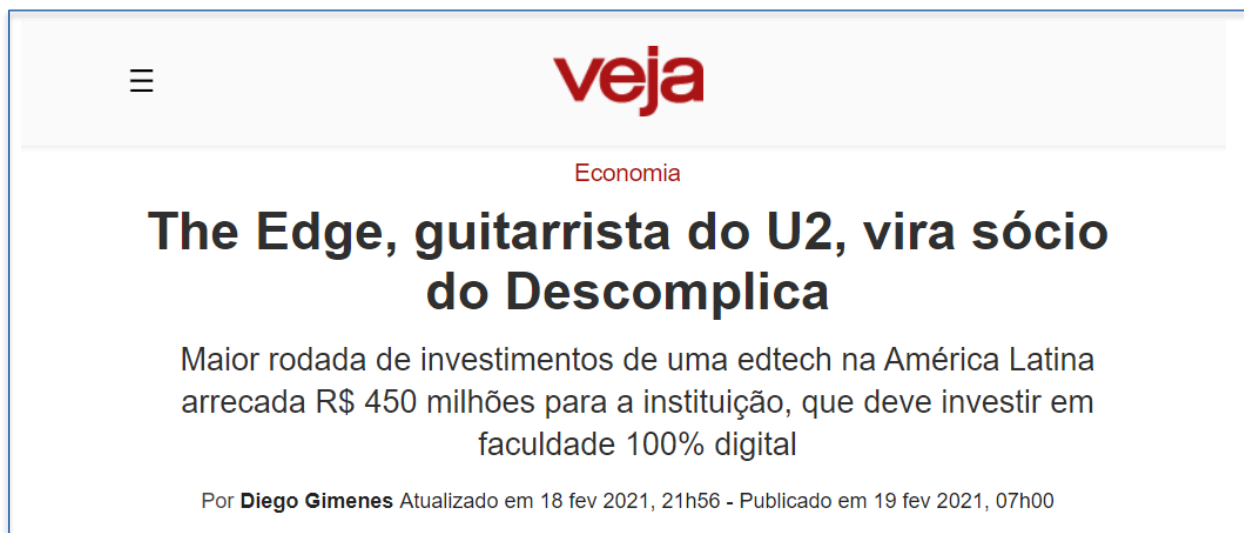 veja
Economia
The Edge, guitarrista do U2, vira sócio
do Descomplica
Maior rodada de investimentos de uma edtech na América Latina
arrecada R$ 450 milhões para a instituição, que deve investir em
faculdade 100% digital
Por Diego Gimenes Atualizado em 18 fev 2021, 21h56 - Publicado em 19 fev 2021, 07h00